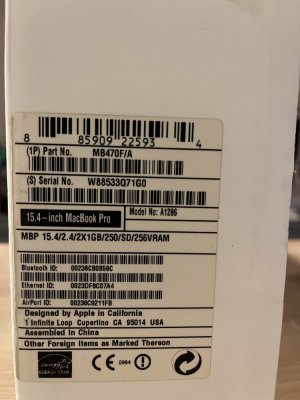 8 85909 22593 4
(1P) Part No. MB470F/A
(S) Serial No. W88533Q71G0
15.4-inch MacBook Pro Model No: A1286
MBP 15.4/2.4/2X1GB/250/SD/256VRAM
Bluetooth ID: 00236CB0856C
Ethernet ID: 0023DF8C07A4
AirPort ID: 00236C9211FB
Designed by Apple in California
1 Infinite Loop Cupertino CA 95014 USA
Assembled in China
Other Foreign Items as Marked Thereon
ENERGY STAR CE 0984